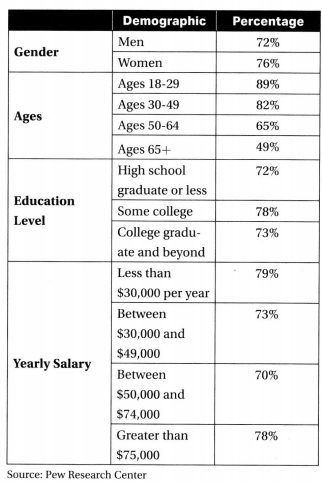 Demographic Percentage
Gender Men 72%
Women 76%
Ages Ages 18-29 89%
Ages 30-49 82%
Ages 50-64 65%
Ages 65+ 49%
Education Level High school 72%
graduate or less
Some college 78%
College gradu- 73%
ate and beyond
Yearly Salary Less than 79%
$30,000 per year
Between 73%
$30,000 and
$49,000
Between 70%
$50,000 and
$74,000
Greater than 78%
$75,000
Source: Pew Research Center